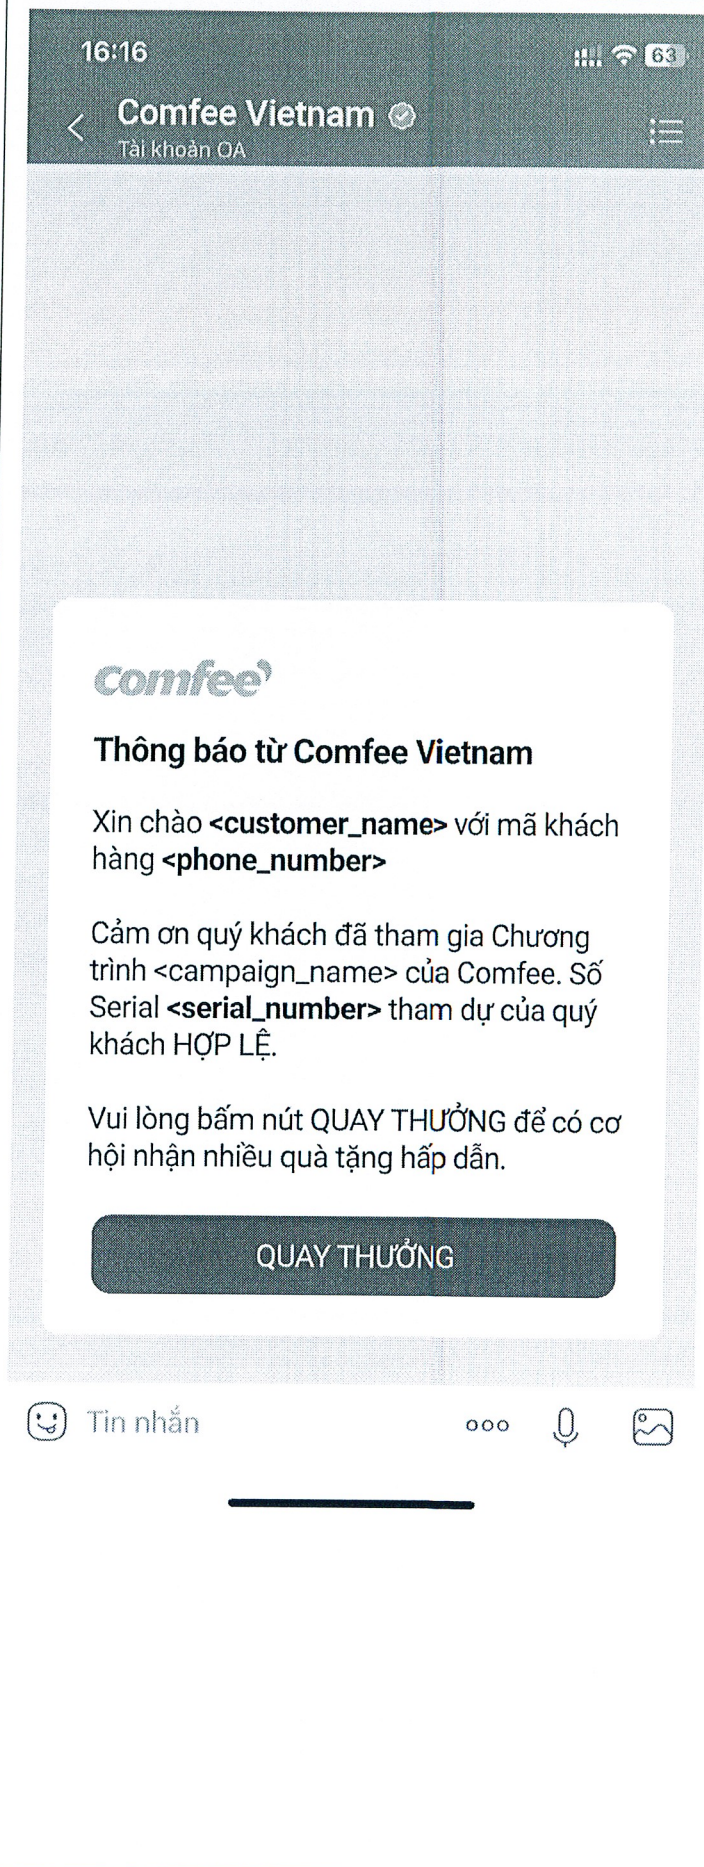 16:16
63
Comfee Vietnam
Tài khoản OA
comfee
Thông báo từ Comfee Vietnam
Xin chào <customer_name> với mã khách
hàng <phone_number>
Cảm ơn quý khách đã tham gia Chương
trình <campaign_name> của Comfee. Số
Serial <serial_number> tham dự của quý
khách HỢP LỆ.
Vui lòng bấm nút QUAY THƯỞNG để có cơ
hội nhận nhiều quà tặng hấp dẫn.
QUAY THƯỞNG
Tin nhắn